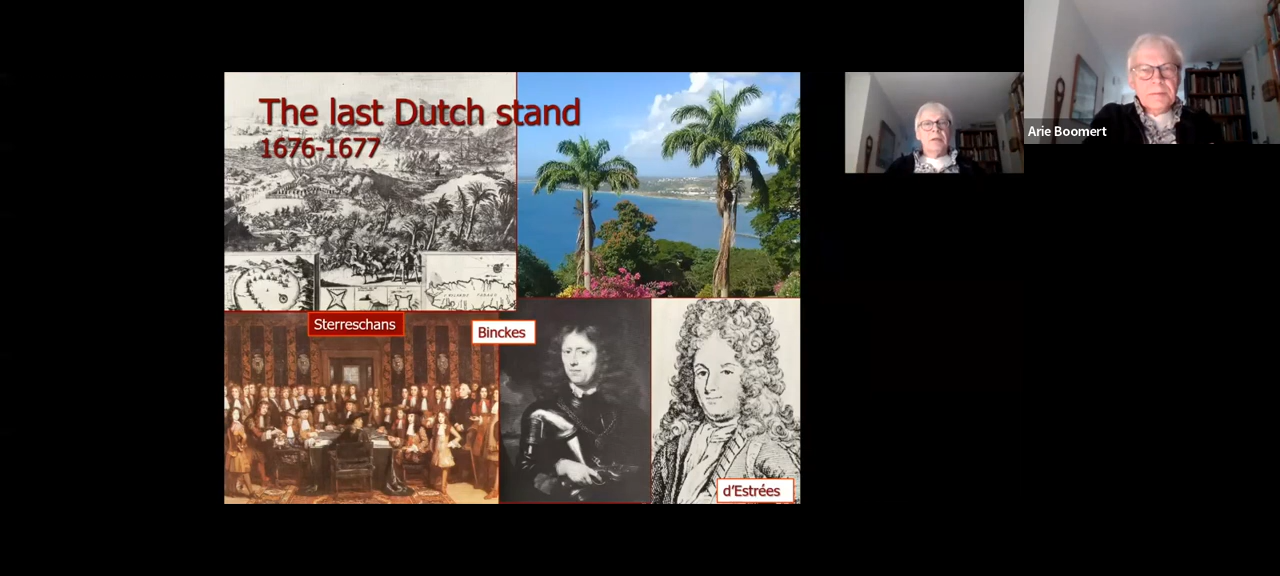 The last Dutch stand
1676-1677
Sterreschans
Binckes
d'Estrées
Arie Boomert